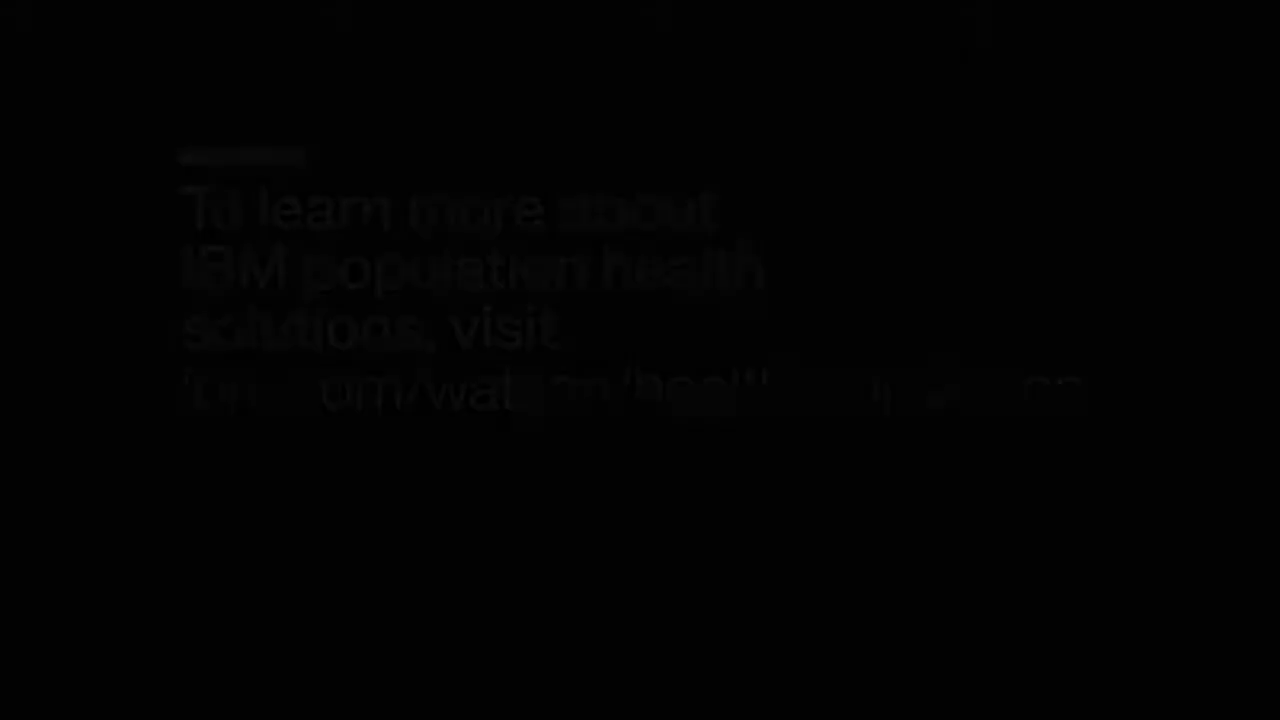 To learn more about
IBM population health
solutions, visit